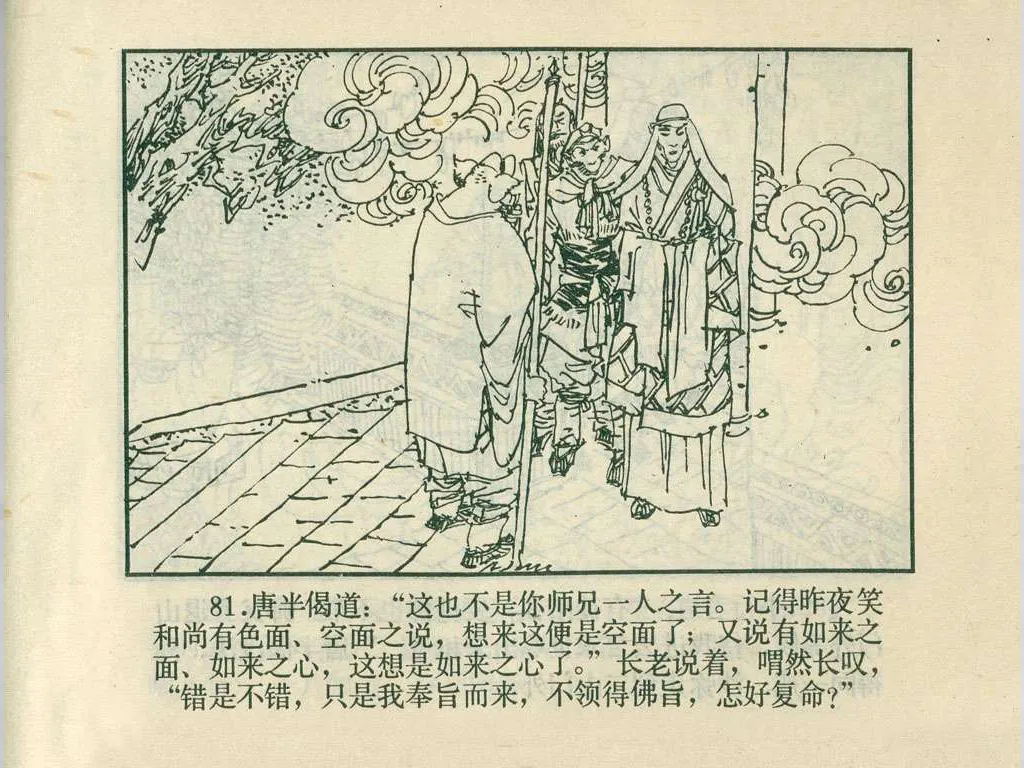 81.唐半偈道：“这也不是你师兄一人之言。记得昨夜笑
和尚有色面、空面之说，想来这便是空面了；又说有如来之
面、如来之心，这想是如来之心了。”长老说着，喟然长叹，
“错是不错，只是我奉旨而来，不领得佛旨，怎好复命？”